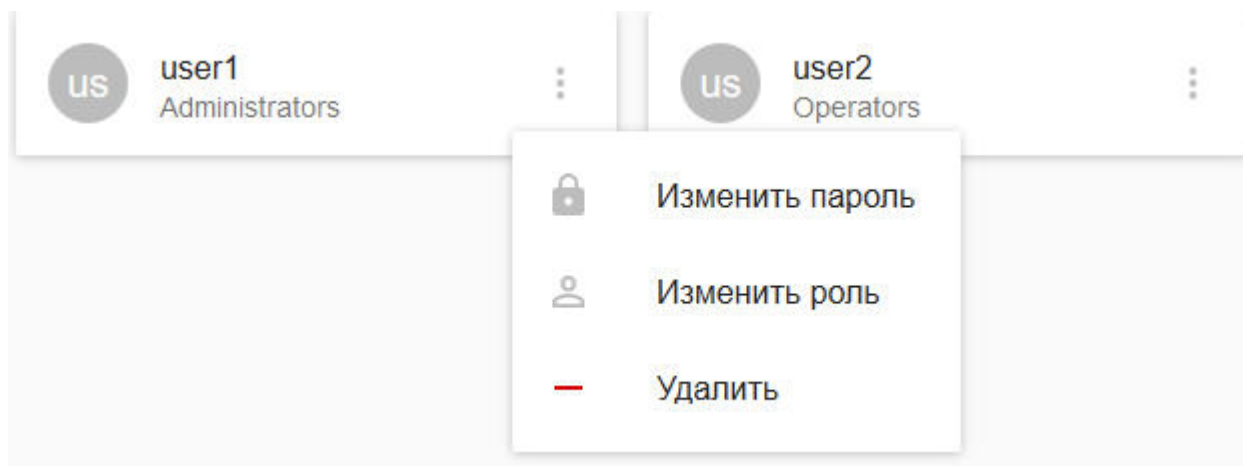 us
user1
Administrators
us
user2
Operators
Изменить пароль
Изменить роль
Удалить